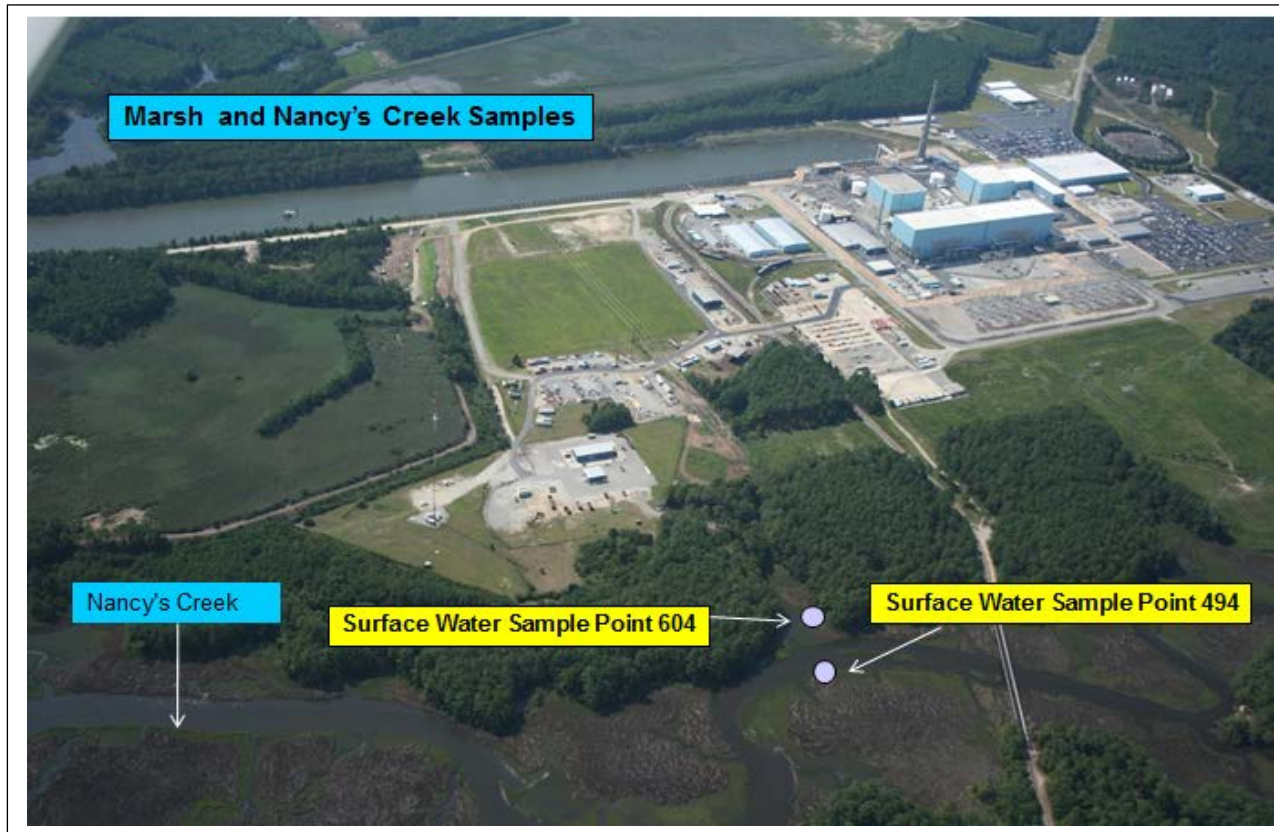 Marsh and Nancy's Creek Samples
Nancy's Creek
Surface Water Sample Point 604
Surface Water Sample Point 494